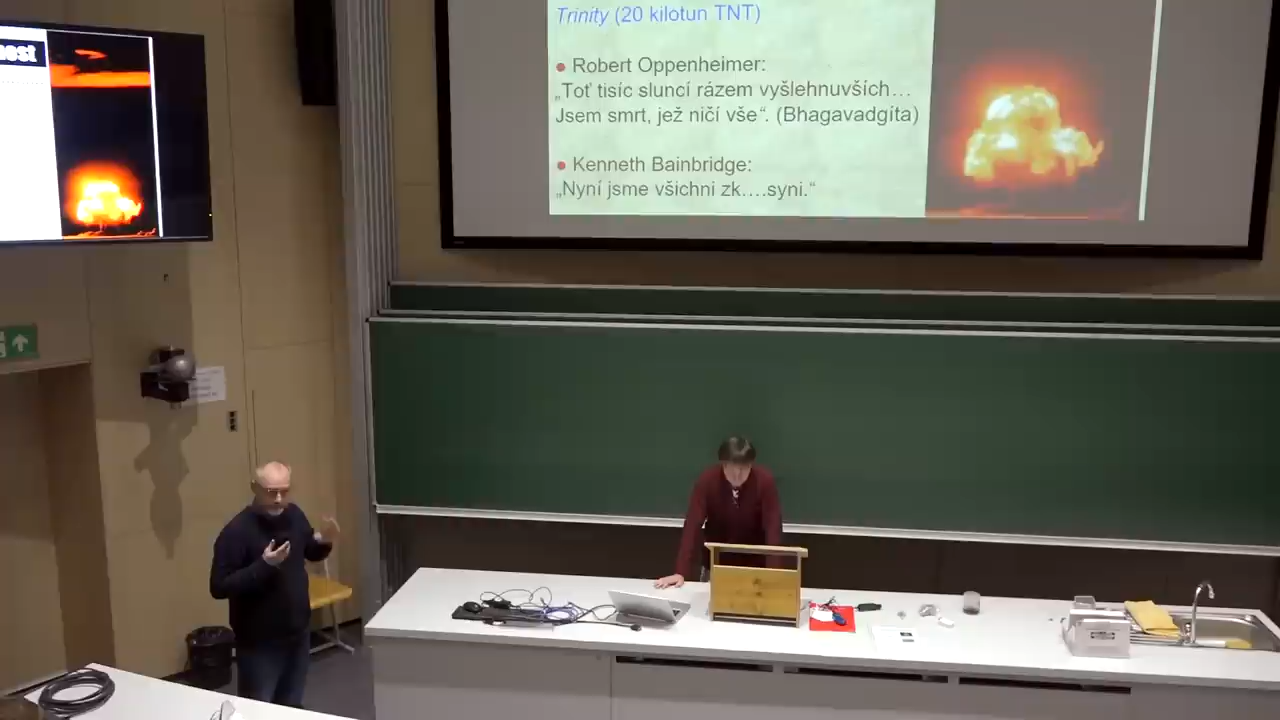 Trinity (20 kilotun TNT)
● Robert Oppenheimer:
„Toť tisíc sluncí rázem vyšlehnuvších…
Jsem smrt, jež ničí vše“. (Bhagavadgíta)
● Kenneth Bainbridge:
„Nyní jsme všichni zk….syni.“